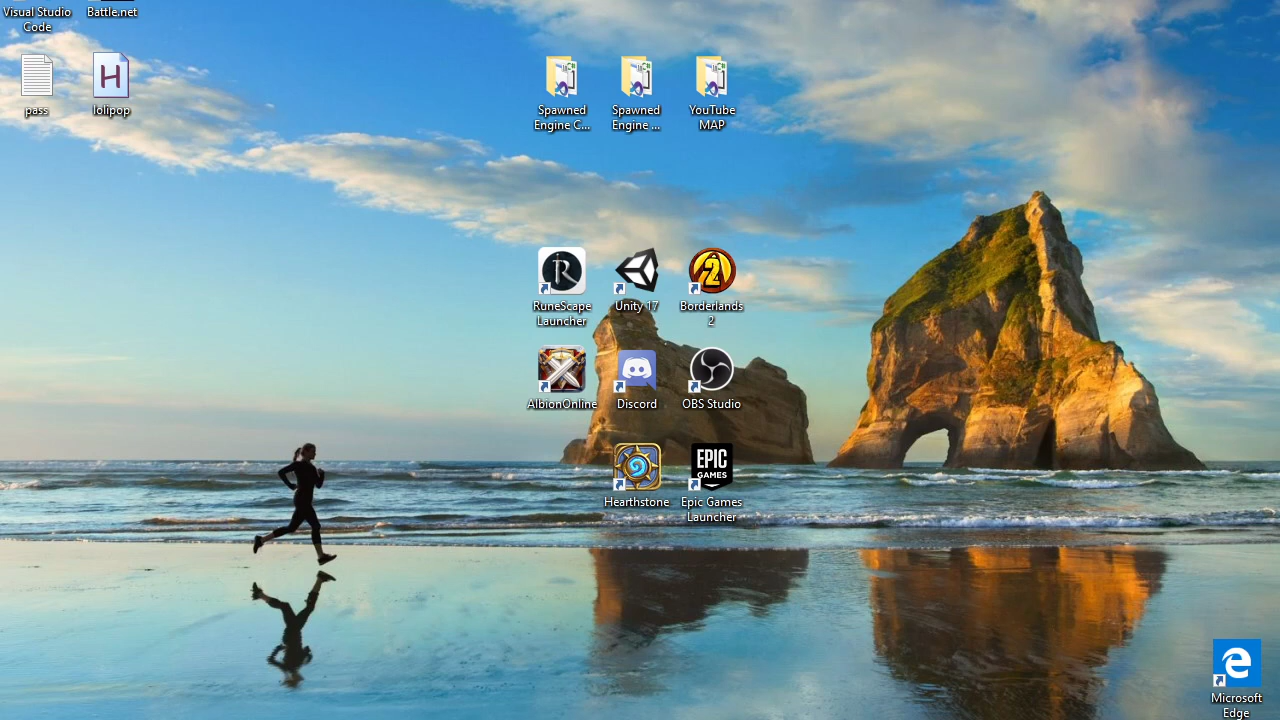 Visual Studio
Code
Battle.net
pass
lolipop
Spawned
Engine C...
Spawned
Engine ...
YouTube
MAP
RuneScape
Launcher
Unity 17
2
Borderlands
2
AlbionOnline
Discord
OBS Studio
Hearthstone
EPIC
GAMES
Epic Games
Launcher
Microsoft
Edge